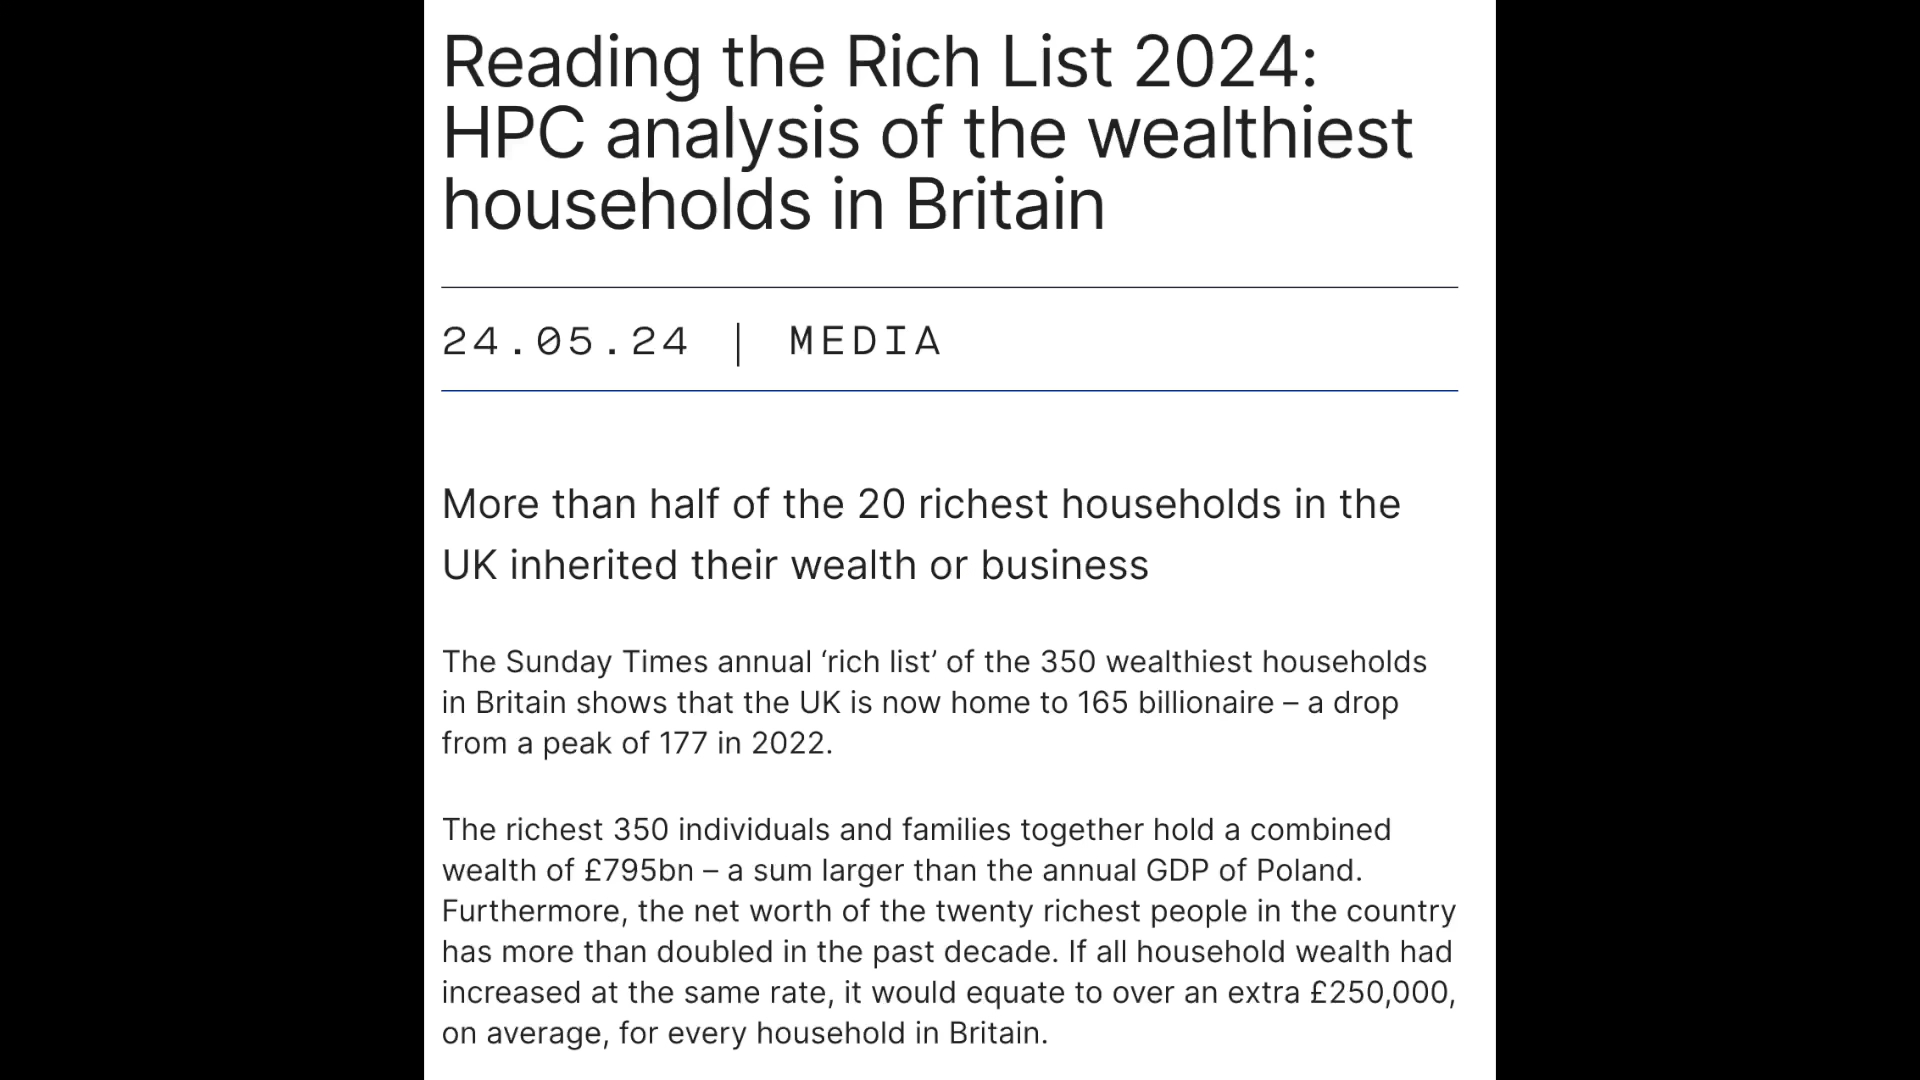 Reading the Rich List 2024:
HPC analysis of the wealthiest
households in Britain
24.05.24 | MEDIA
More than half of the 20 richest households in the
UK inherited their wealth or business
The Sunday Times annual ‘rich list’ of the 350 wealthiest households
in Britain shows that the UK is now home to 165 billionaire – a drop
from a peak of 177 in 2022.
The richest 350 individuals and families together hold a combined
wealth of £795bn – a sum larger than the annual GDP of Poland.
Furthermore, the net worth of the twenty richest people in the country
has more than doubled in the past decade. If all household wealth had
increased at the same rate, it would equate to over an extra £250,000,
on average, for every household in Britain.